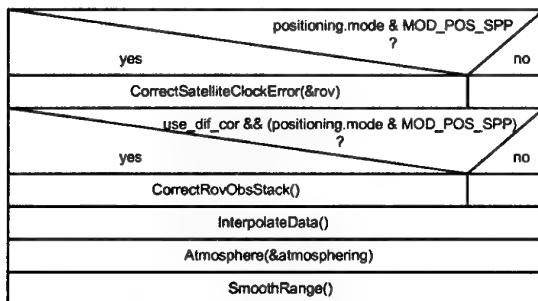 positioning.mode & MOD_POS_SPP
?
yes
no
CorrectSatelliteClockError(&rov)
use_dif_cor && (positioning.mode & MOD_POS_SPP)
?
yes
no
CorrectRovObsStack()
InterpolateData()
Atmosphere(&atmosphering)
SmoothRange()